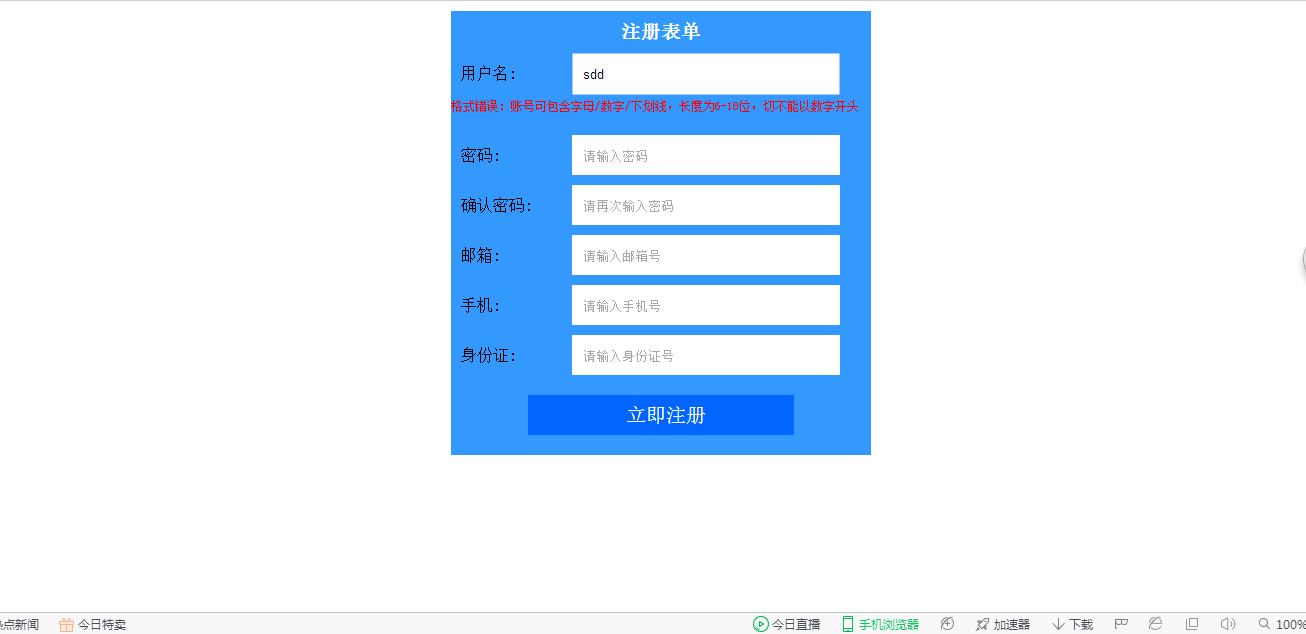 注册表单
用户名:
sdd
格式错误：账号可包含字母/数字/下划线，长度为6-18位，切不能以数字开头
密码:
请输入密码
确认密码:
请再次输入密码
邮箱:
请输入邮箱号
手机:
请输入手机号
身份证:
请输入身份证号
立即注册
点新闻 今日特卖 今日直播 手机浏览器 加速器 下载 100%